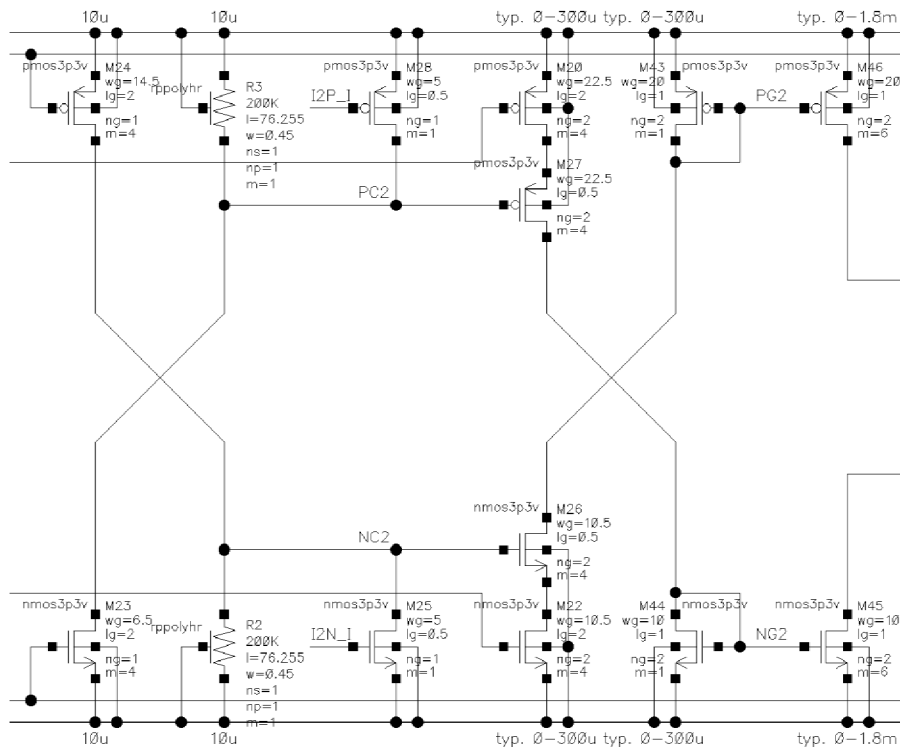 10u 10u typ. 0-300u typ. 0-300u typ. 0-1.8m
pmos3p3v M24
wg=14.5
lg=2
ng=1
m=4
rppolyhr R3
200K
l=76.255
w=0.45
ns=1
np=1
m=1
I2P_I
pmos3p3v M28
wg=5
lg=0.5
ng=1
m=1
pmos3p3v M20
wg=22.5
lg=2
ng=2
m=4
M43 pmos3p3v
wg=20
lg=1
ng=2
m=1
PG2
pmos3p3v M46
wg=20
lg=1
ng=2
m=6
PC2
pmos3p3v M27
wg=22.5
lg=0.5
ng=2
m=4
NC2
nmos3p3v M26
wg=10.5
lg=0.5
ng=2
m=4
nmos3p3v M23
wg=6.5
lg=2
ng=1
m=4
rppolyhr R2
200K
l=76.255
w=0.45
ns=1
np=1
m=1
I2N_I
nmos3p3v M25
wg=5
lg=0.5
ng=1
m=1
nmos3p3v M22
wg=10.5
lg=2
ng=2
m=4
M44 nmos3p3v
wg=10
lg=1
ng=2
m=1
NG2
nmos3p3v M45
wg=10
lg=1
ng=2
m=6
10u 10u typ. 0-300u typ. 0-300u typ. 0-1.8m